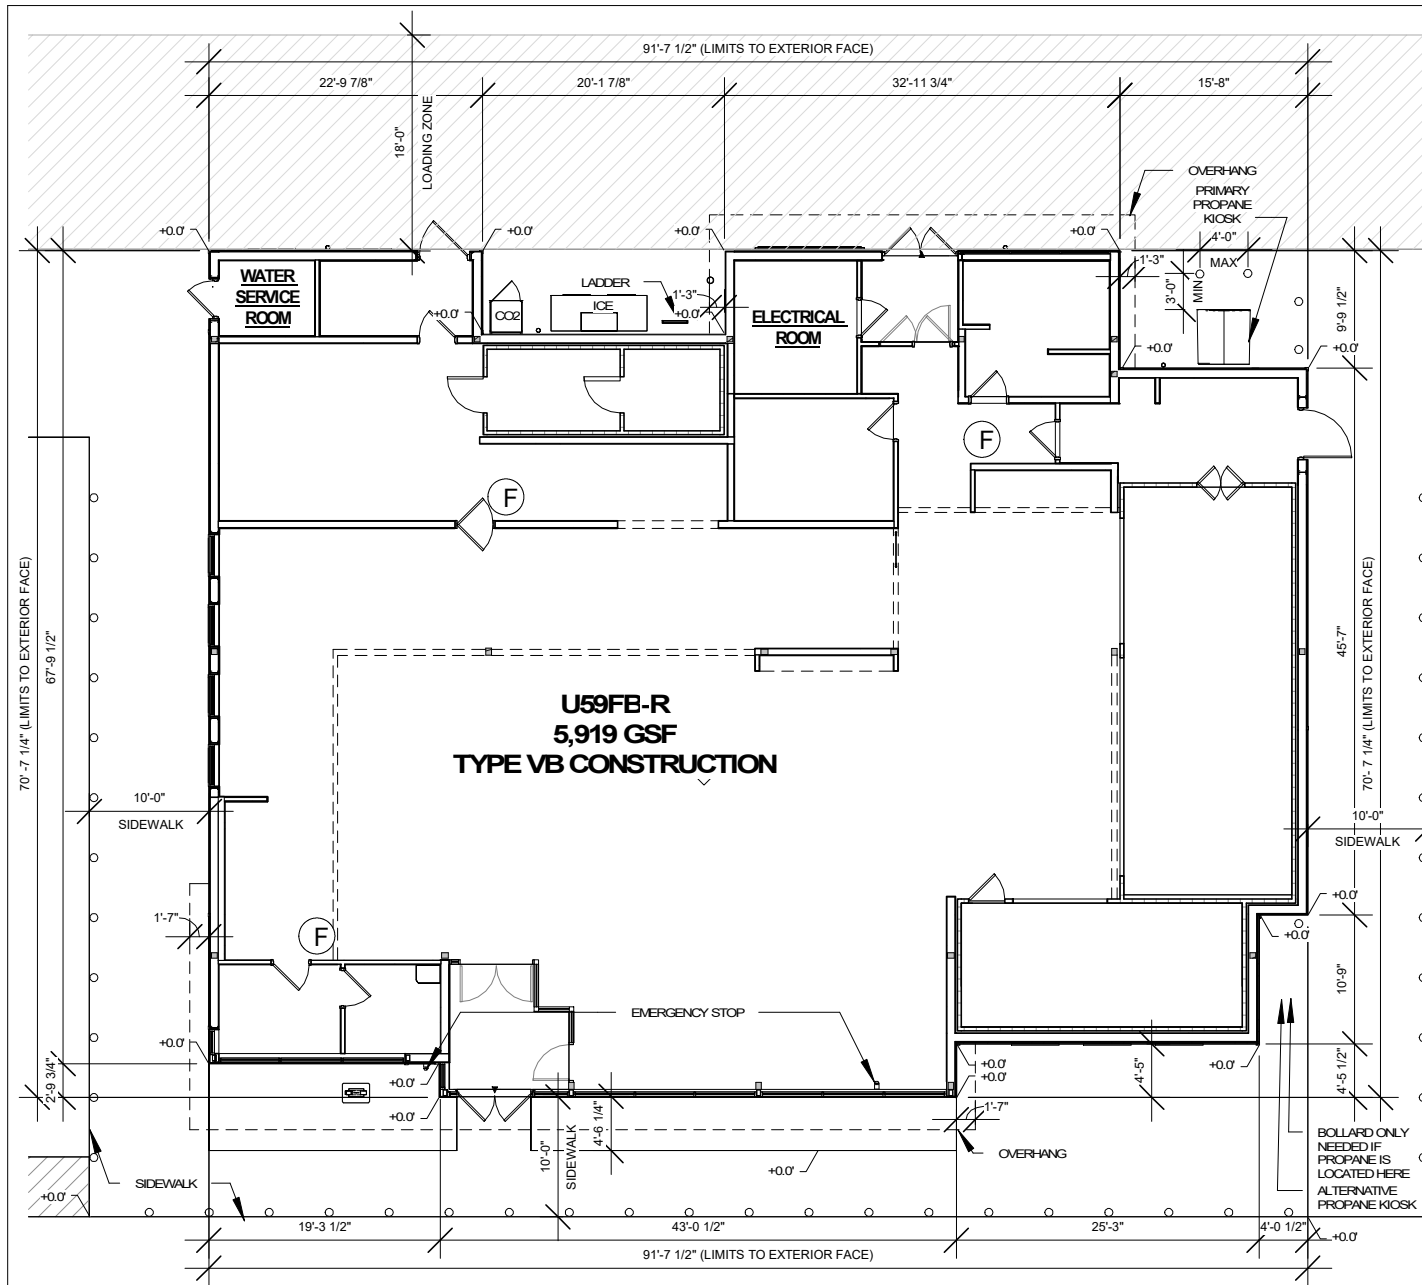 91'-7 1/2" (LIMITS TO EXTERIOR FACE)
22'-9 7/8"
20'-1 7/8"
32'-11 3/4"
15'-8"
18'-0"
LOADING ZONE
OVERHANG
PRIMARY
PROPANE
KIOSK
+0.0'
+0.0'
+0.0'
+0.0'
4'-0"
MAX
1'-3"
3'-0"
MIN
9'-9 1/2"
WATER
SERVICE
ROOM
LADDER
ICE
CO2
1'-3"
+0.0'
+0.0'
ELECTRICAL
ROOM
+0.0'
+0.0'
F
F
70' -7 1/4" (LIMITS TO EXTERIOR FACE)
67'-9 1/2"
45'-7"
70'- 7 1/4" (LIMITS TO EXTERIOR FACE)
U59FB-R
5,919 GSF
TYPE VB CONSTRUCTION
10'-0"
SIDEWALK
10'-0"
SIDEWALK
1'-7"
F
+0.0'
+0.0'
10'-9"
EMERGENCY STOP
+0.0'
2'-9 3/4"
+0.0'
+0.0'
+0.0'
+0.0'
4'-5"
+0.0'
4'-5 1/2"
1'-7"
10'-0"
SIDEWALK
4'-6 1/4"
OVERHANG
+0.0'
BOLLARD ONLY
NEEDED IF
PROPANE IS
LOCATED HERE
ALTERNATIVE
PROPANE KIOSK
SIDEWALK
+0.0'
19'-3 1/2"
43'-0 1/2"
25'-3"
4'-0 1/2"
+0.0'
91'-7 1/2" (LIMITS TO EXTERIOR FACE)